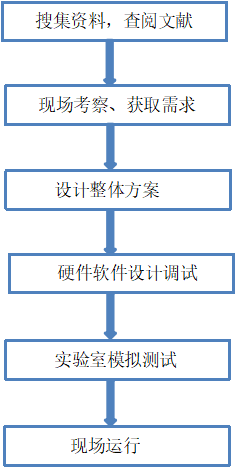 搜集资料，查阅文献
现场考察、获取需求
设计整体方案
硬件软件设计调试
实验室模拟测试
现场运行